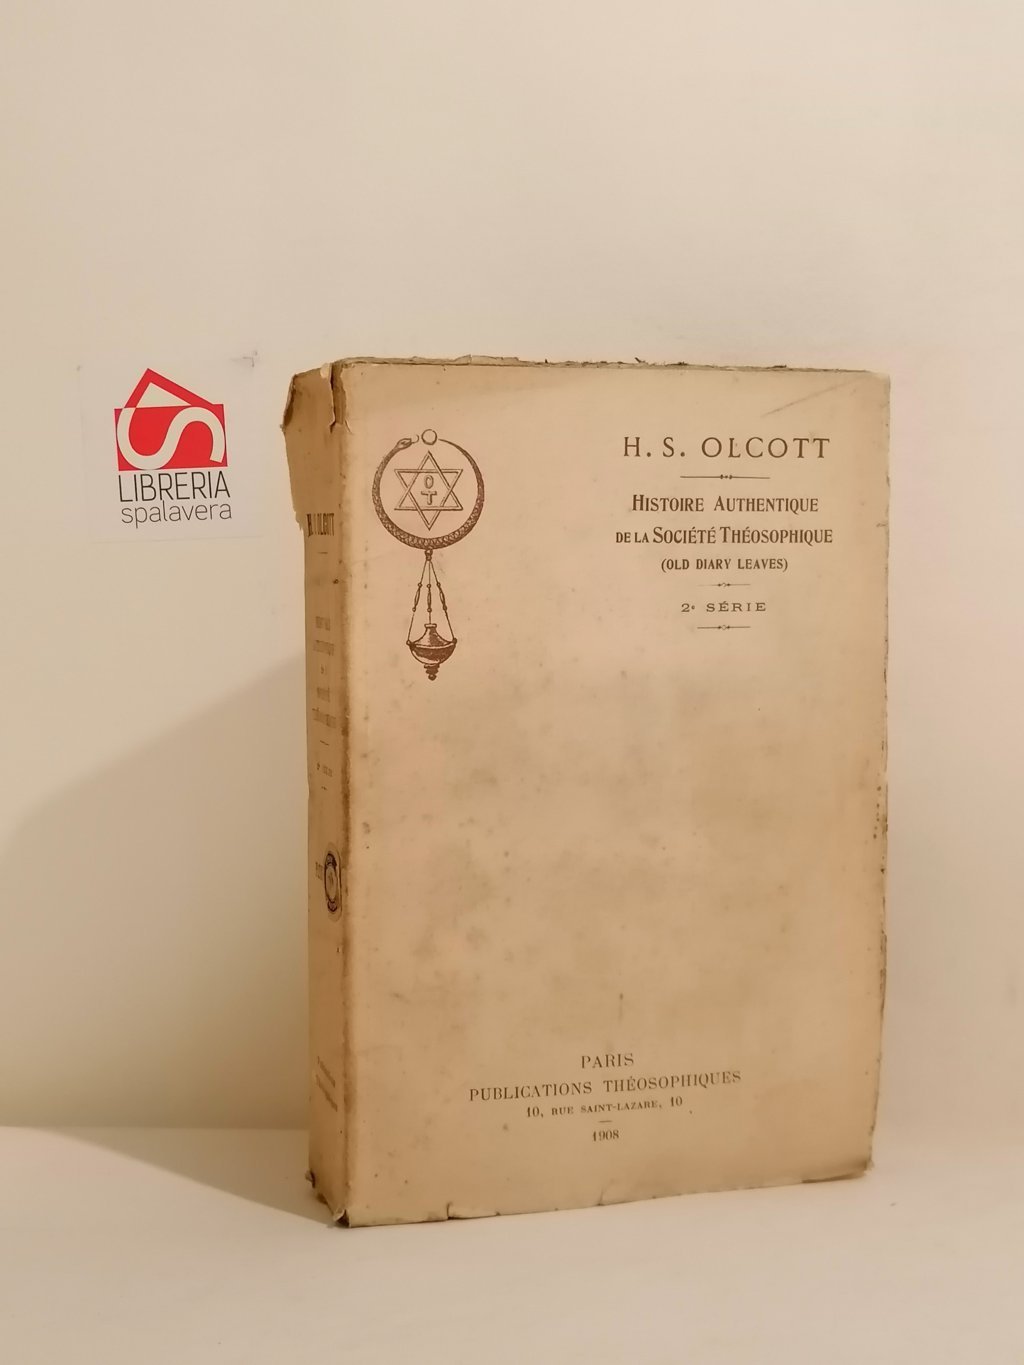 LIBRERIA
spalavera
H. S. OLCOTT
HISTOIRE AUTHENTIQUE
DE LA SOCIÉTÉ THÉOSOPHIQUE
(OLD DIARY LEAVES)
2e SÉRIE
PARIS
PUBLICATIONS THÉOSOPHIQUES
10, RUE SAINT-LAZARE, 10
1908